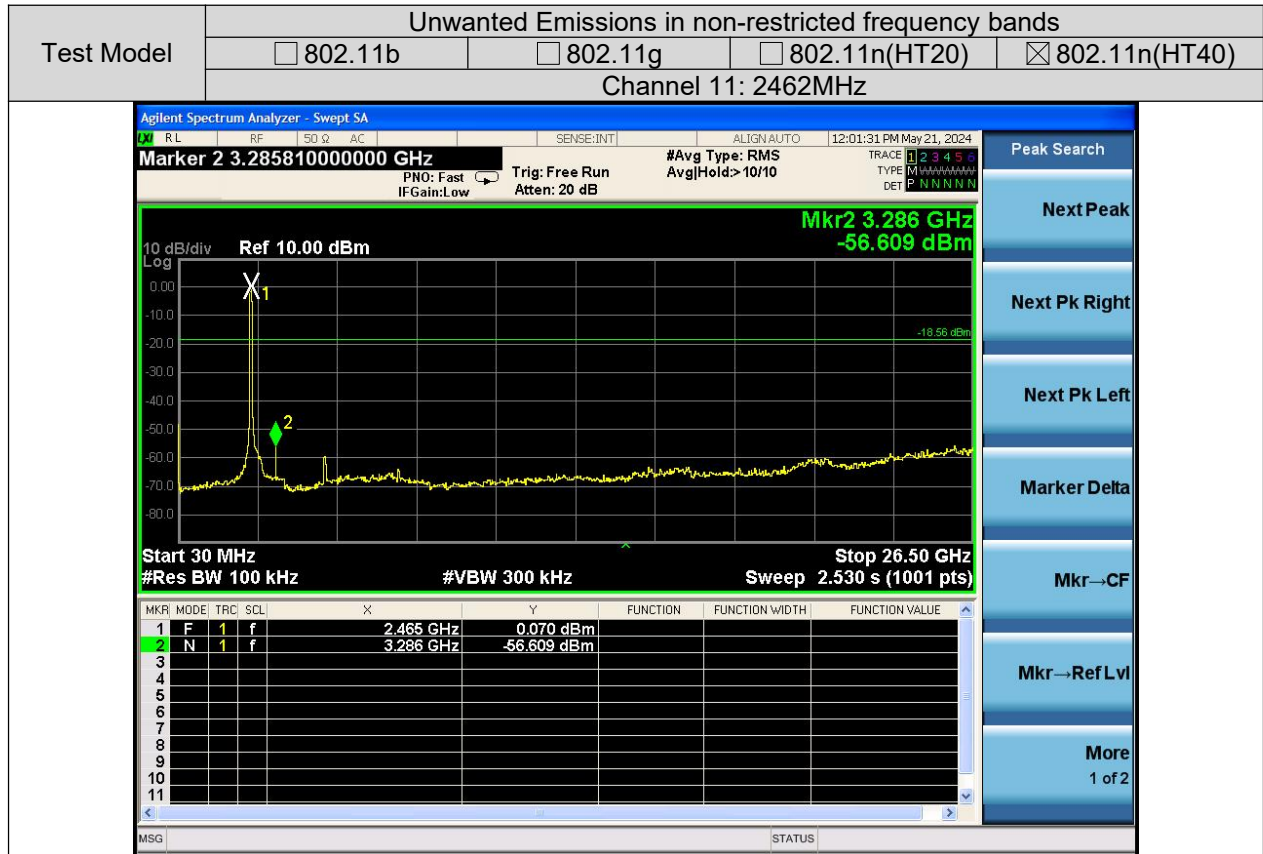 Unwanted Emissions in non-restricted frequency bands
Test Model ☐ 802.11b ☐ 802.11g ☐ 802.11n(HT20) ☒ 802.11n(HT40)
Channel 11: 2462MHz
Agilent Spectrum Analyzer - Swept SA
LXI RL RF 50 Ω AC SENSE:INT ALIGN AUTO 12:01:31 PM May 21, 2024
Marker 2 3.285810000000 GHz #Avg Type: RMS TRACE 1 2 3 4 5 6
PNO: Fast Trig: Free Run Avg|Hold:> 10/10 TYPE M WWWWW
IFGain:Low Atten: 20 dB DET P N N N N N
Peak Search
Next Peak
Next Pk Right
Next Pk Left
Marker Delta
Mkr→CF
Mkr→Ref Lvl
More
1 of 2
Mkr2 3.286 GHz
10 dB/div Ref 10.00 dBm -56.609 dBm
Log
0.00
-10.0
-20.0
-30.0
-40.0
-50.0
-60.0
-70.0
-80.0
1
-18.56 dBm
2
Start 30 MHz Stop 26.50 GHz
#Res BW 100 kHz #VBW 300 kHz Sweep 2.530 s (1001 pts)
MKR MODE TRC SCL X Y FUNCTION FUNCTION WIDTH FUNCTION VALUE
1 F 1 f 2.465 GHz 0.070 dBm
2 N 1 f 3.286 GHz -56.609 dBm
3
4
5
6
7
8
9
10
11
MSG STATUS